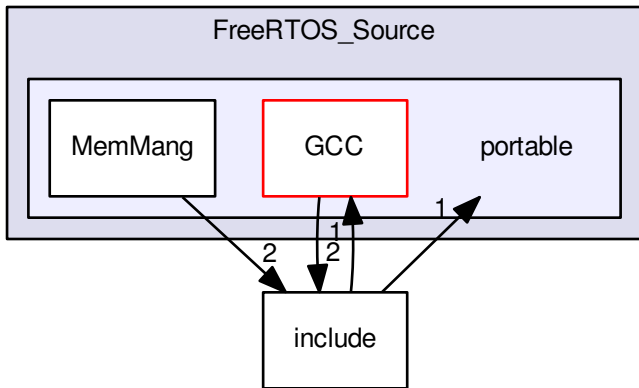 FreeRTOS_Source
MemMang
GCC
portable
1
1
2
2
include